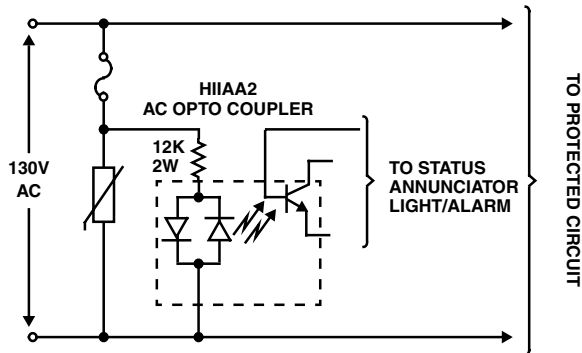 HIIAA2
AC OPTO COUPLER
12K
2W
130V
AC
TO STATUS
ANNUNCIATOR
LIGHT/ALARM
TO PROTECTED CIRCUIT